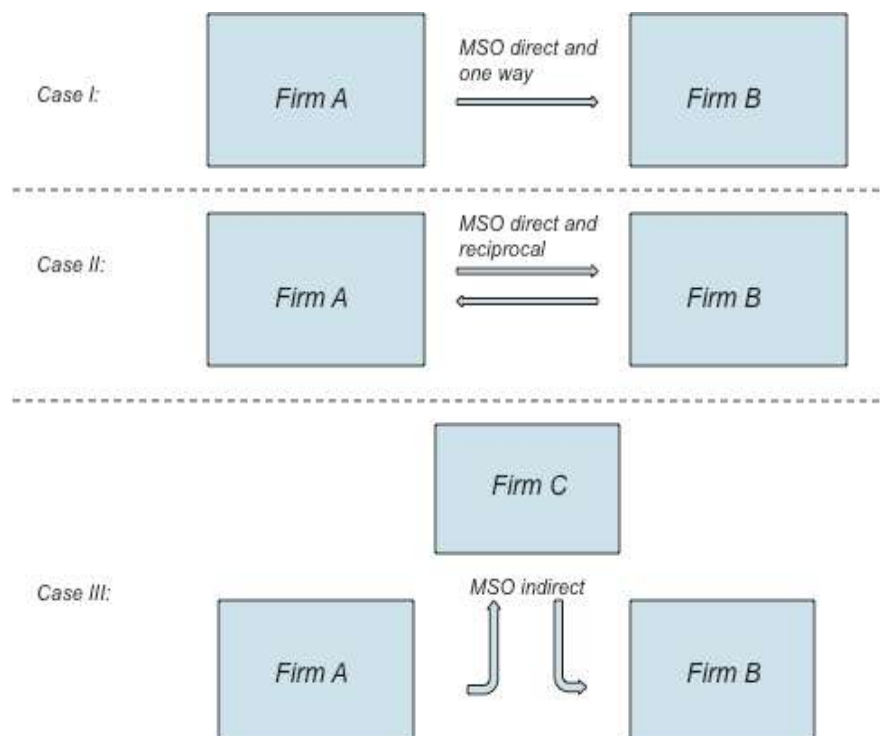 MSO direct and
one way
Case I:
Firm A
Firm B
MSO direct and
reciprocal
Case II:
Firm A
Firm B
Firm C
MSO indirect
Case III:
Firm A
Firm B